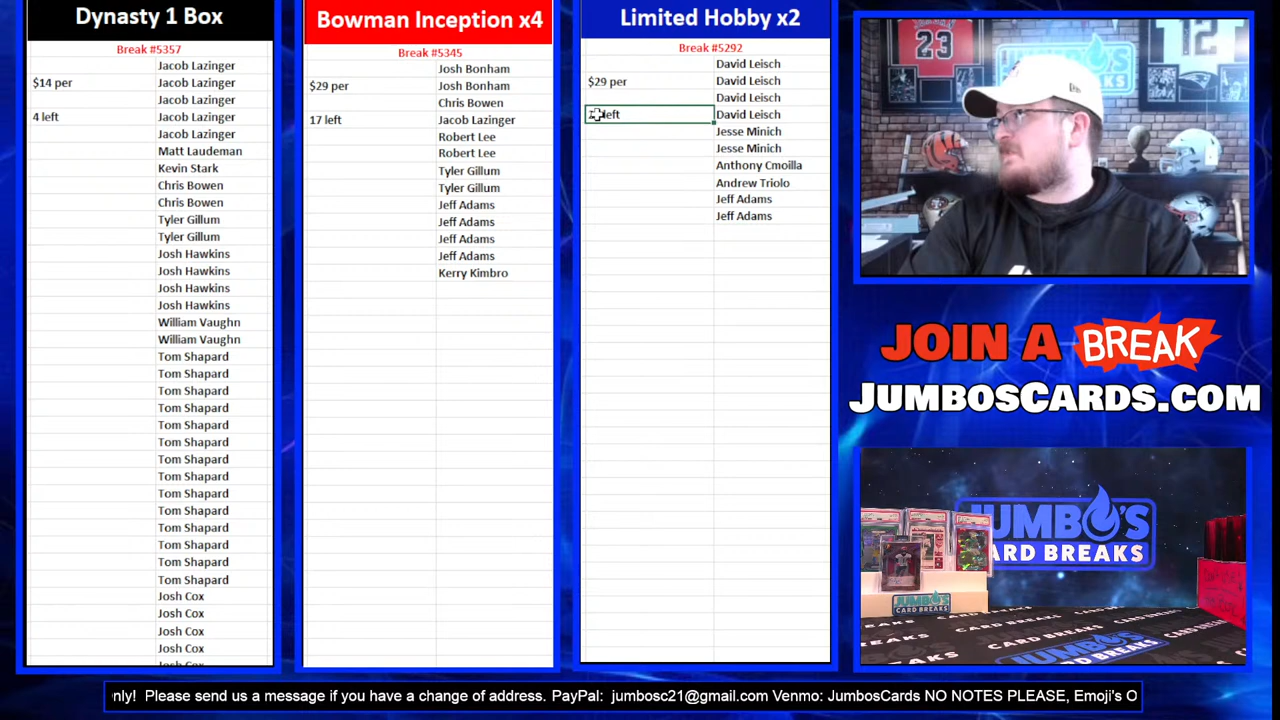 Dynasty 1 Box
Break #5357
Jacob Lazinger
$14 per
Jacob Lazinger
Jacob Lazinger
4 left
Jacob Lazinger
Jacob Lazinger
Matt Laudeman
Kevin Stark
Chris Bowen
Chris Bowen
Tyler Gillum
Tyler Gillum
Josh Hawkins
Josh Hawkins
Josh Hawkins
Josh Hawkins
William Vaughn
William Vaughn
Tom Shapard
Tom Shapard
Tom Shapard
Tom Shapard
Tom Shapard
Tom Shapard
Tom Shapard
Tom Shapard
Tom Shapard
Tom Shapard
Tom Shapard
Tom Shapard
Tom Shapard
Tom Shapard
Josh Cox
Josh Cox
Josh Cox
Josh Cox
Josh Cox
Bowman Inception x4
Break #5345
Josh Bonham
$29 per
Josh Bonham
Chris Bowen
17 left
Jacob Lazinger
Robert Lee
Robert Lee
Tyler Gillum
Tyler Gillum
Jeff Adams
Jeff Adams
Jeff Adams
Jeff Adams
Kerry Kimbro
Limited Hobby x2
Break #5292
David Leisch
$29 per
David Leisch
David Leisch
left
David Leisch
Jesse Minich
Jesse Minich
Anthony Cmoilla
Andrew Triolo
Jeff Adams
Jeff Adams
23
12
JOIN A BREAK
JUMBOSCARDS.COM
JUMBO'S
CARD BREAKS
JUMBO'S
CARD BREAKS
nly! Please send us a message if you have a change of address. PayPal: jumbosc21@gmail.com Venmo: JumbosCards NO NOTES PLEASE, Emoji's O